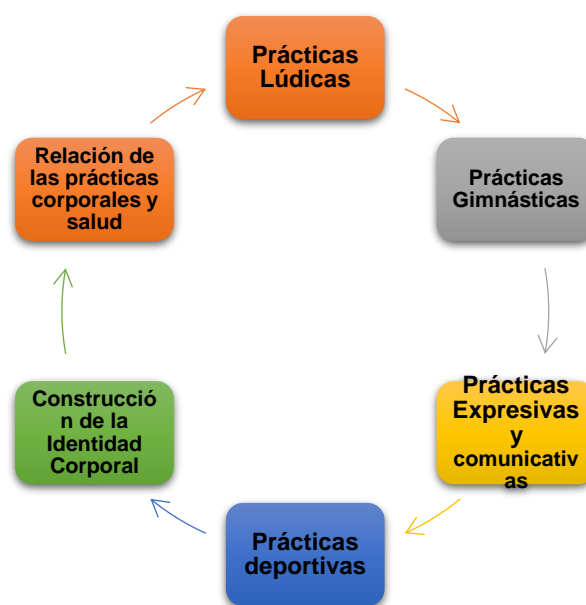 Prácticas
Lúdicas
Prácticas
Gimnásticas
Prácticas
Expresivas
y
comunicativ
as
Prácticas
deportivas
Construcció
n de la
Identidad
Corporal
Relación de
las prácticas
corporales y
salud